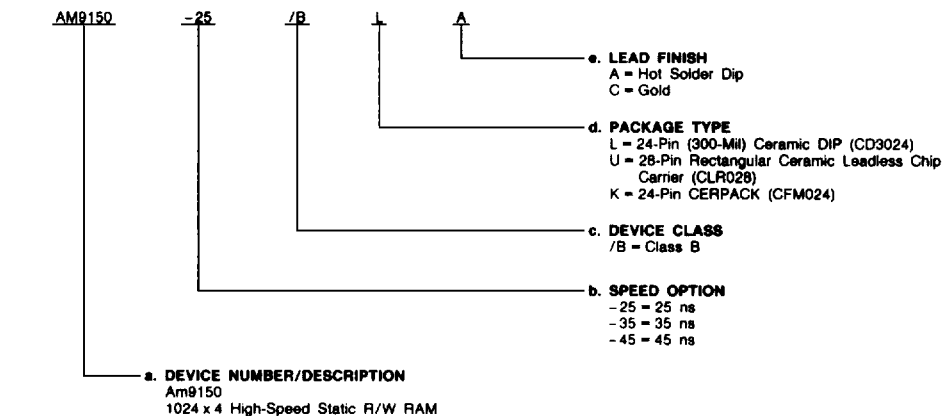 AM9150 -25 /B L A
e. LEAD FINISH
A = Hot Solder Dip
C = Gold
d. PACKAGE TYPE
L = 24-Pin (300-Mil) Ceramic DIP (CD3024)
U = 28-Pin Rectangular Ceramic Leadless Chip
Carrier (CLR028)
K = 24-Pin CERPACK (CFM024)
c. DEVICE CLASS
/B = Class B
b. SPEED OPTION
-25 = 25 ns
-35 = 35 ns
-45 = 45 ns
a. DEVICE NUMBER/DESCRIPTION
Am9150
1024 x 4 High-Speed Static R/W RAM